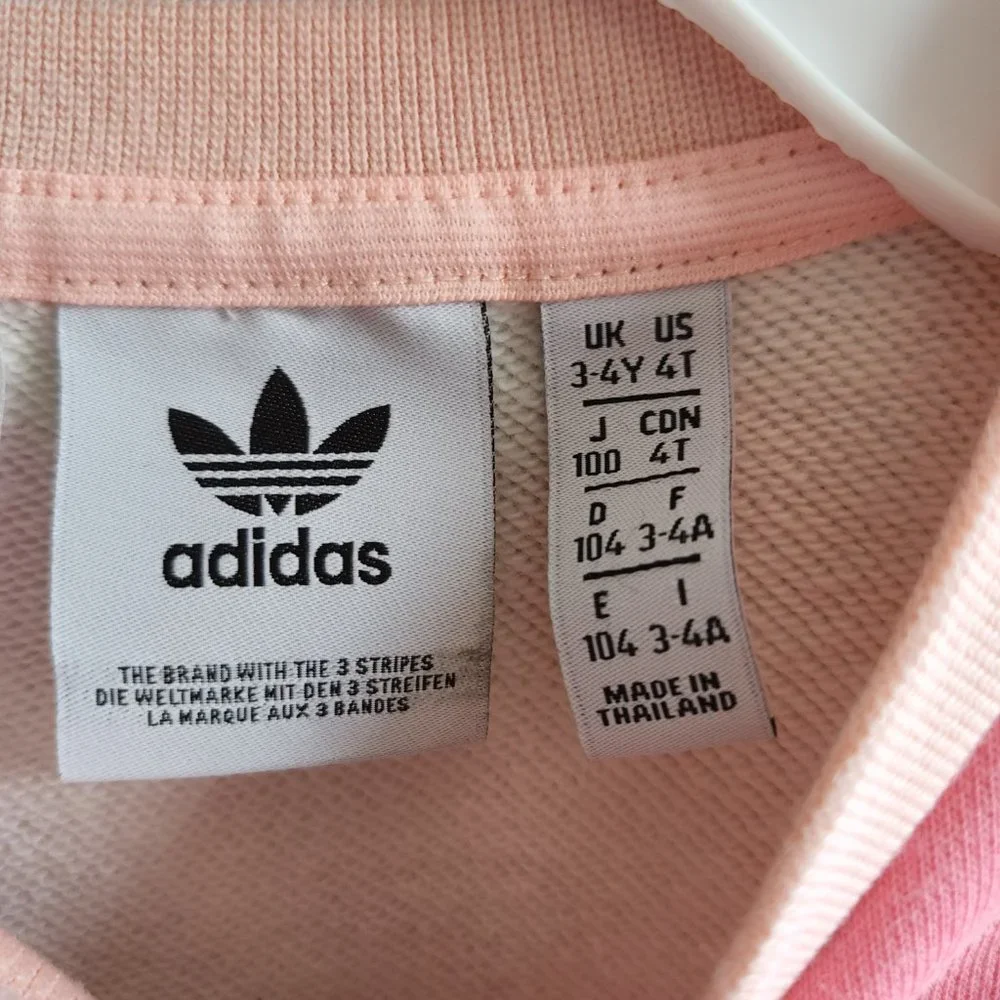 adidas
THE BRAND WITH THE 3 STRIPES
DIE WELTMARKE MIT DEN 3 STREIFEN
LA MARQUE AUX 3 BANDES
UK US
3-4Y 4T
J CDN
100 4T
D F
104 3-4A
E I
104 3-4A
MADE IN
THAILAND